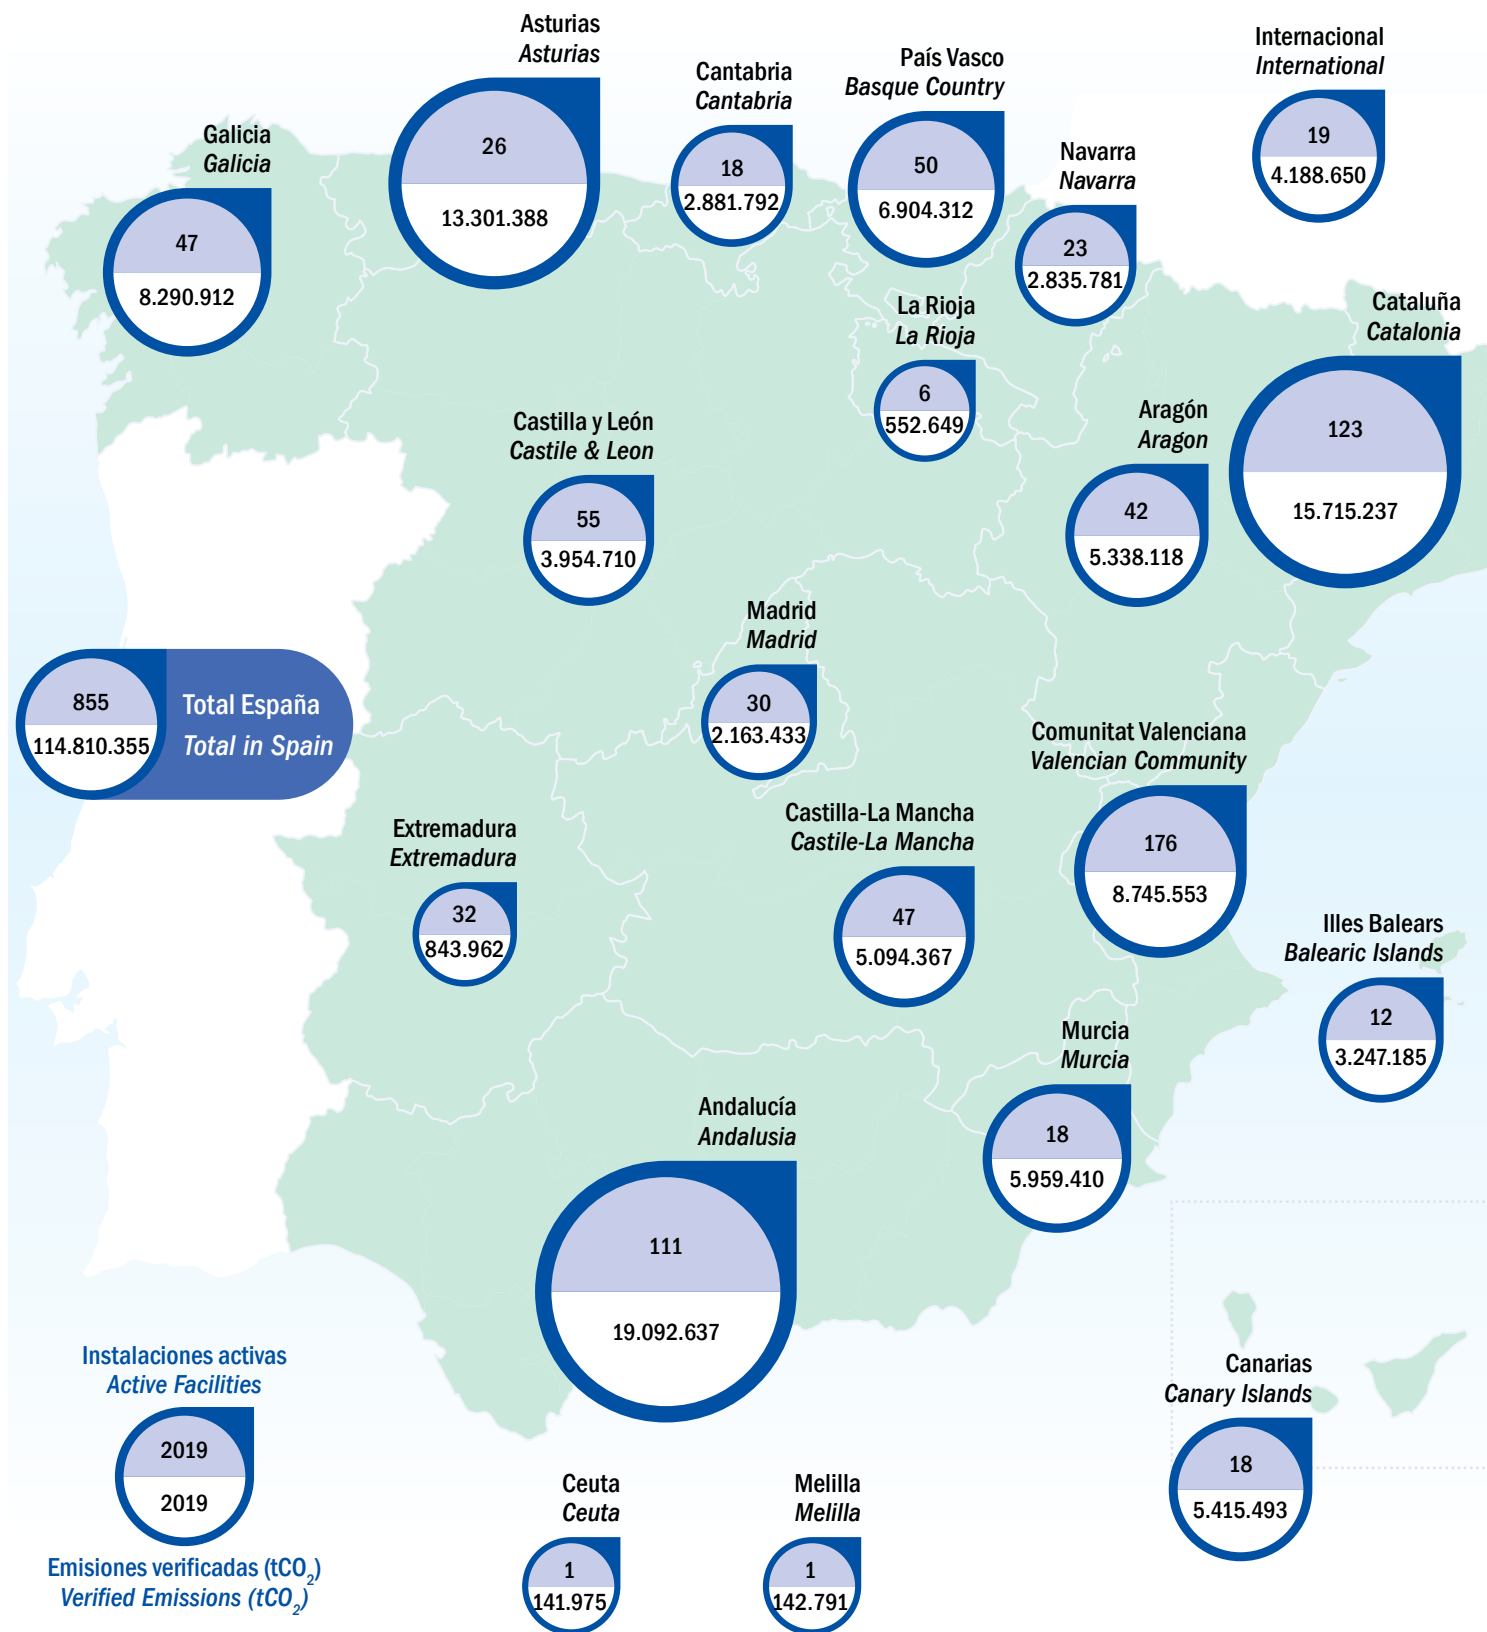 Asturias
Asturias
26
13.301.388
Cantabria
Cantabria
18
2.881.792
País Vasco
Basque Country
50
6.904.312
Internacional
International
19
4.188.650
Galicia
Galicia
47
8.290.912
Navarra
Navarra
23
2.835.781
La Rioja
La Rioja
6
552.649
Cataluña
Catalonia
123
15.715.237
Castilla y León
Castile & Leon
55
3.954.710
Aragón
Aragon
42
5.338.118
Madrid
Madrid
30
2.163.433
855
114.810.355
Total España
Total in Spain
Comunitat Valenciana
Valencian Community
176
8.745.553
Extremadura
Extremadura
32
843.962
Castilla-La Mancha
Castile-La Mancha
47
5.094.367
Illes Balears
Balearic Islands
12
3.247.185
Murcia
Murcia
18
5.959.410
Andalucía
Andalusia
111
19.092.637
Instalaciones activas
Active Facilities
2019
2019
Emisiones verificadas (tCO₂)
Verified Emissions (tCO₂)
Canarias
Canary Islands
18
5.415.493
Ceuta
Ceuta
1
141.975
Melilla
Melilla
1
142.791